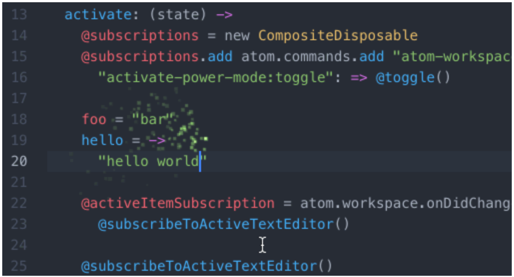 13 activate: (state) ->
14 @subscriptions = new CompositeDisposable
15 @subscriptions.add atom.commands.add "atom-workspac
16 "activate-power-mode:toggle": => @toggle()
17
18 foo = "bar"
19 hello = ->
20 "hello world"
21
22 @activeItemSubscription = atom.workspace.onDidChang
23 @subscribeToActiveTextEditor()
24
25 @subscribeToActiveTextEditor()